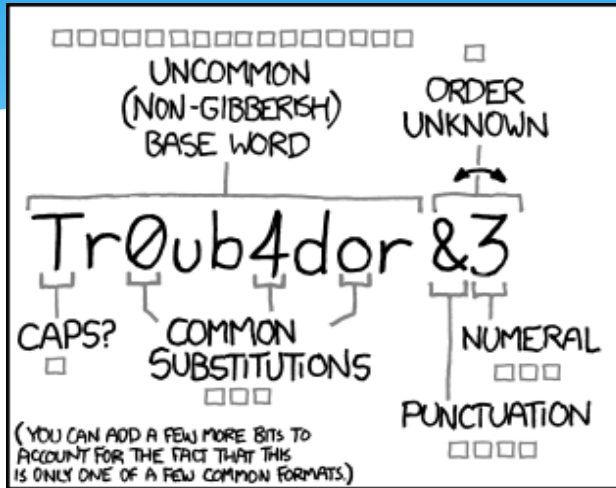 UNCOMMON
(NON-GIBBERISH)
BASE WORD
ORDER
UNKNOWN
Tr0ub4dor &3
CAPS?
COMMON
SUBSTITUTIONS
NUMERAL
PUNCTUATION
(YOU CAN ADD A FEW MORE BITS TO
ACCOUNT FOR THE FACT THAT THIS
IS ONLY ONE OF A FEW COMMON FORMATS.)